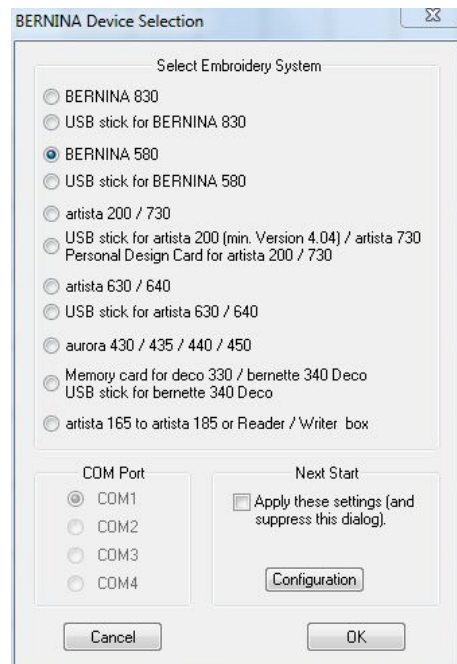 BERNINA Device Selection
Select Embroidery System
BERNINA 830
USB stick for BERNINA 830
BERNINA 580
USB stick for BERNINA 580
artista 200 / 730
USB stick for artista 200 (min. Version 4.04) / artista 730
Personal Design Card for artista 200 / 730
artista 630 / 640
USB stick for artista 630 / 640
aurora 430 / 435 / 440 / 450
Memory card for deco 330 / bernette 340 Deco
USB stick for bernette 340 Deco
artista 165 to artista 185 or Reader / Writer box
COM Port
COM1
COM2
COM3
COM4
Next Start
Apply these settings (and
suppress this dialog).
Configuration
Cancel
OK